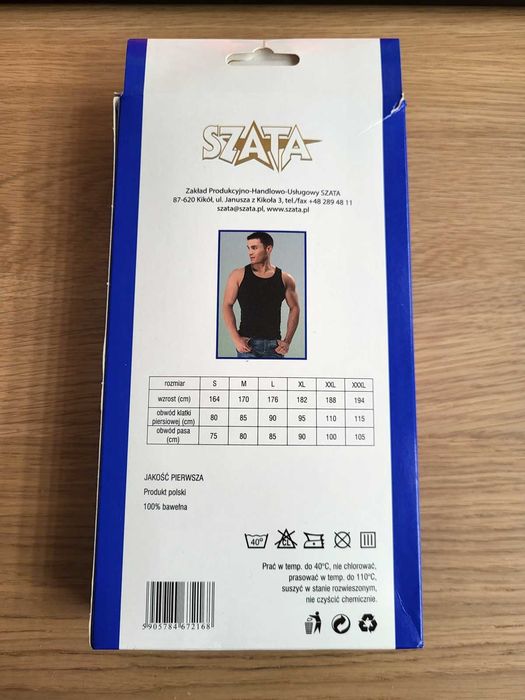 SZATA
Zakład Produkcyjno-Handlowo-Usługowy SZATA
87-620 Kikół, ul. Janusza z Kikoła 3, tel./fax +48 289 48 11
szata@szata.pl, www.szata.pl
rozmiar S M L XL XXL XXXL
wzrost (cm) 164 170 176 182 188 194
obwód klatki
piersiowej (cm) 80 85 90 95 110 115
obwód pasa
(cm) 75 80 85 90 100 105
JAKOŚĆ PIERWSZA
Produkt polski
100% bawełna
40° CL
Prać w temp. do 40°C, nie chlorować,
prasować w temp. do 110°C,
suszyć w stanie rozwieszonym,
nie czyścić chemicznie.
5905784672168